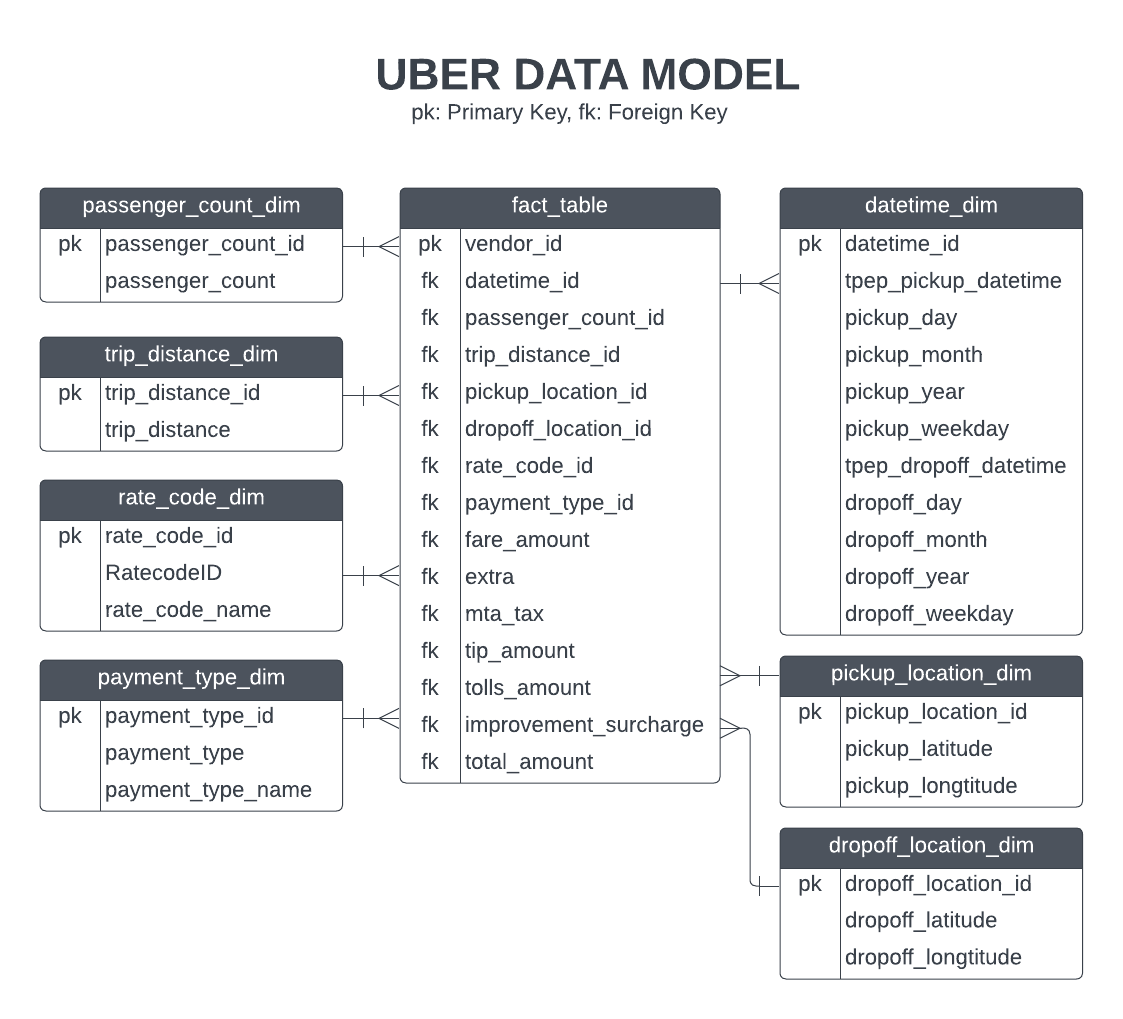 UBER DATA MODEL
pk: Primary Key, fk: Foreign Key
passenger_count_dim
pk passenger_count_id
passenger_count
trip_distance_dim
pk trip_distance_id
trip_distance
rate_code_dim
pk rate_code_id
RatecodeID
rate_code_name
payment_type_dim
pk payment_type_id
payment_type
payment_type_name
fact_table
pk vendor_id
fk datetime_id
fk passenger_count_id
fk trip_distance_id
fk pickup_location_id
fk dropoff_location_id
fk rate_code_id
fk payment_type_id
fk fare_amount
fk extra
fk mta_tax
fk tip_amount
fk tolls_amount
fk improvement_surcharge
fk total_amount
datetime_dim
pk datetime_id
tpep_pickup_datetime
pickup_day
pickup_month
pickup_year
pickup_weekday
tpep_dropoff_datetime
dropoff_day
dropoff_month
dropoff_year
dropoff_weekday
pickup_location_dim
pk pickup_location_id
pickup_latitude
pickup_longtitude
dropoff_location_dim
pk dropoff_location_id
dropoff_latitude
dropoff_longtitude